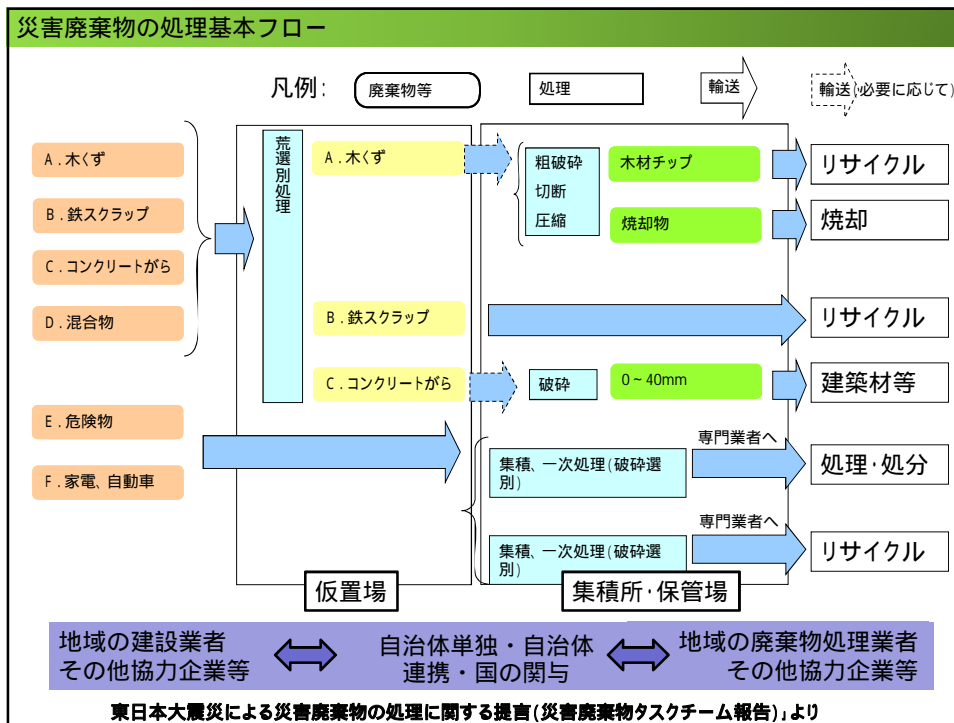 災害廃棄物の処理基本フロー
凡例：
廃棄物等
処理
輸送
輸送(必要に応じて)
A．木くず
B．鉄スクラップ
C．コンクリートがら
D．混合物
E．危険物
F．家電、自動車
荒選別処理
A．木くず
B．鉄スクラップ
C．コンクリートがら
粗破砕
切断
圧縮
木材チップ
焼却物
破砕
0～40mm
集積、一次処理(破砕選
別)
集積、一次処理(破砕選
別)
専門業者へ
専門業者へ
リサイクル
焼却
リサイクル
建築材等
処理・処分
リサイクル
仮置場
集積所・保管場
地域の建設業者
その他協力企業等
自治体単独・自治体
連携・国の関与
地域の廃棄物処理業者
その他協力企業等
東日本大震災による災害廃棄物の処理に関する提言(災害廃棄物タスクチーム報告)」より